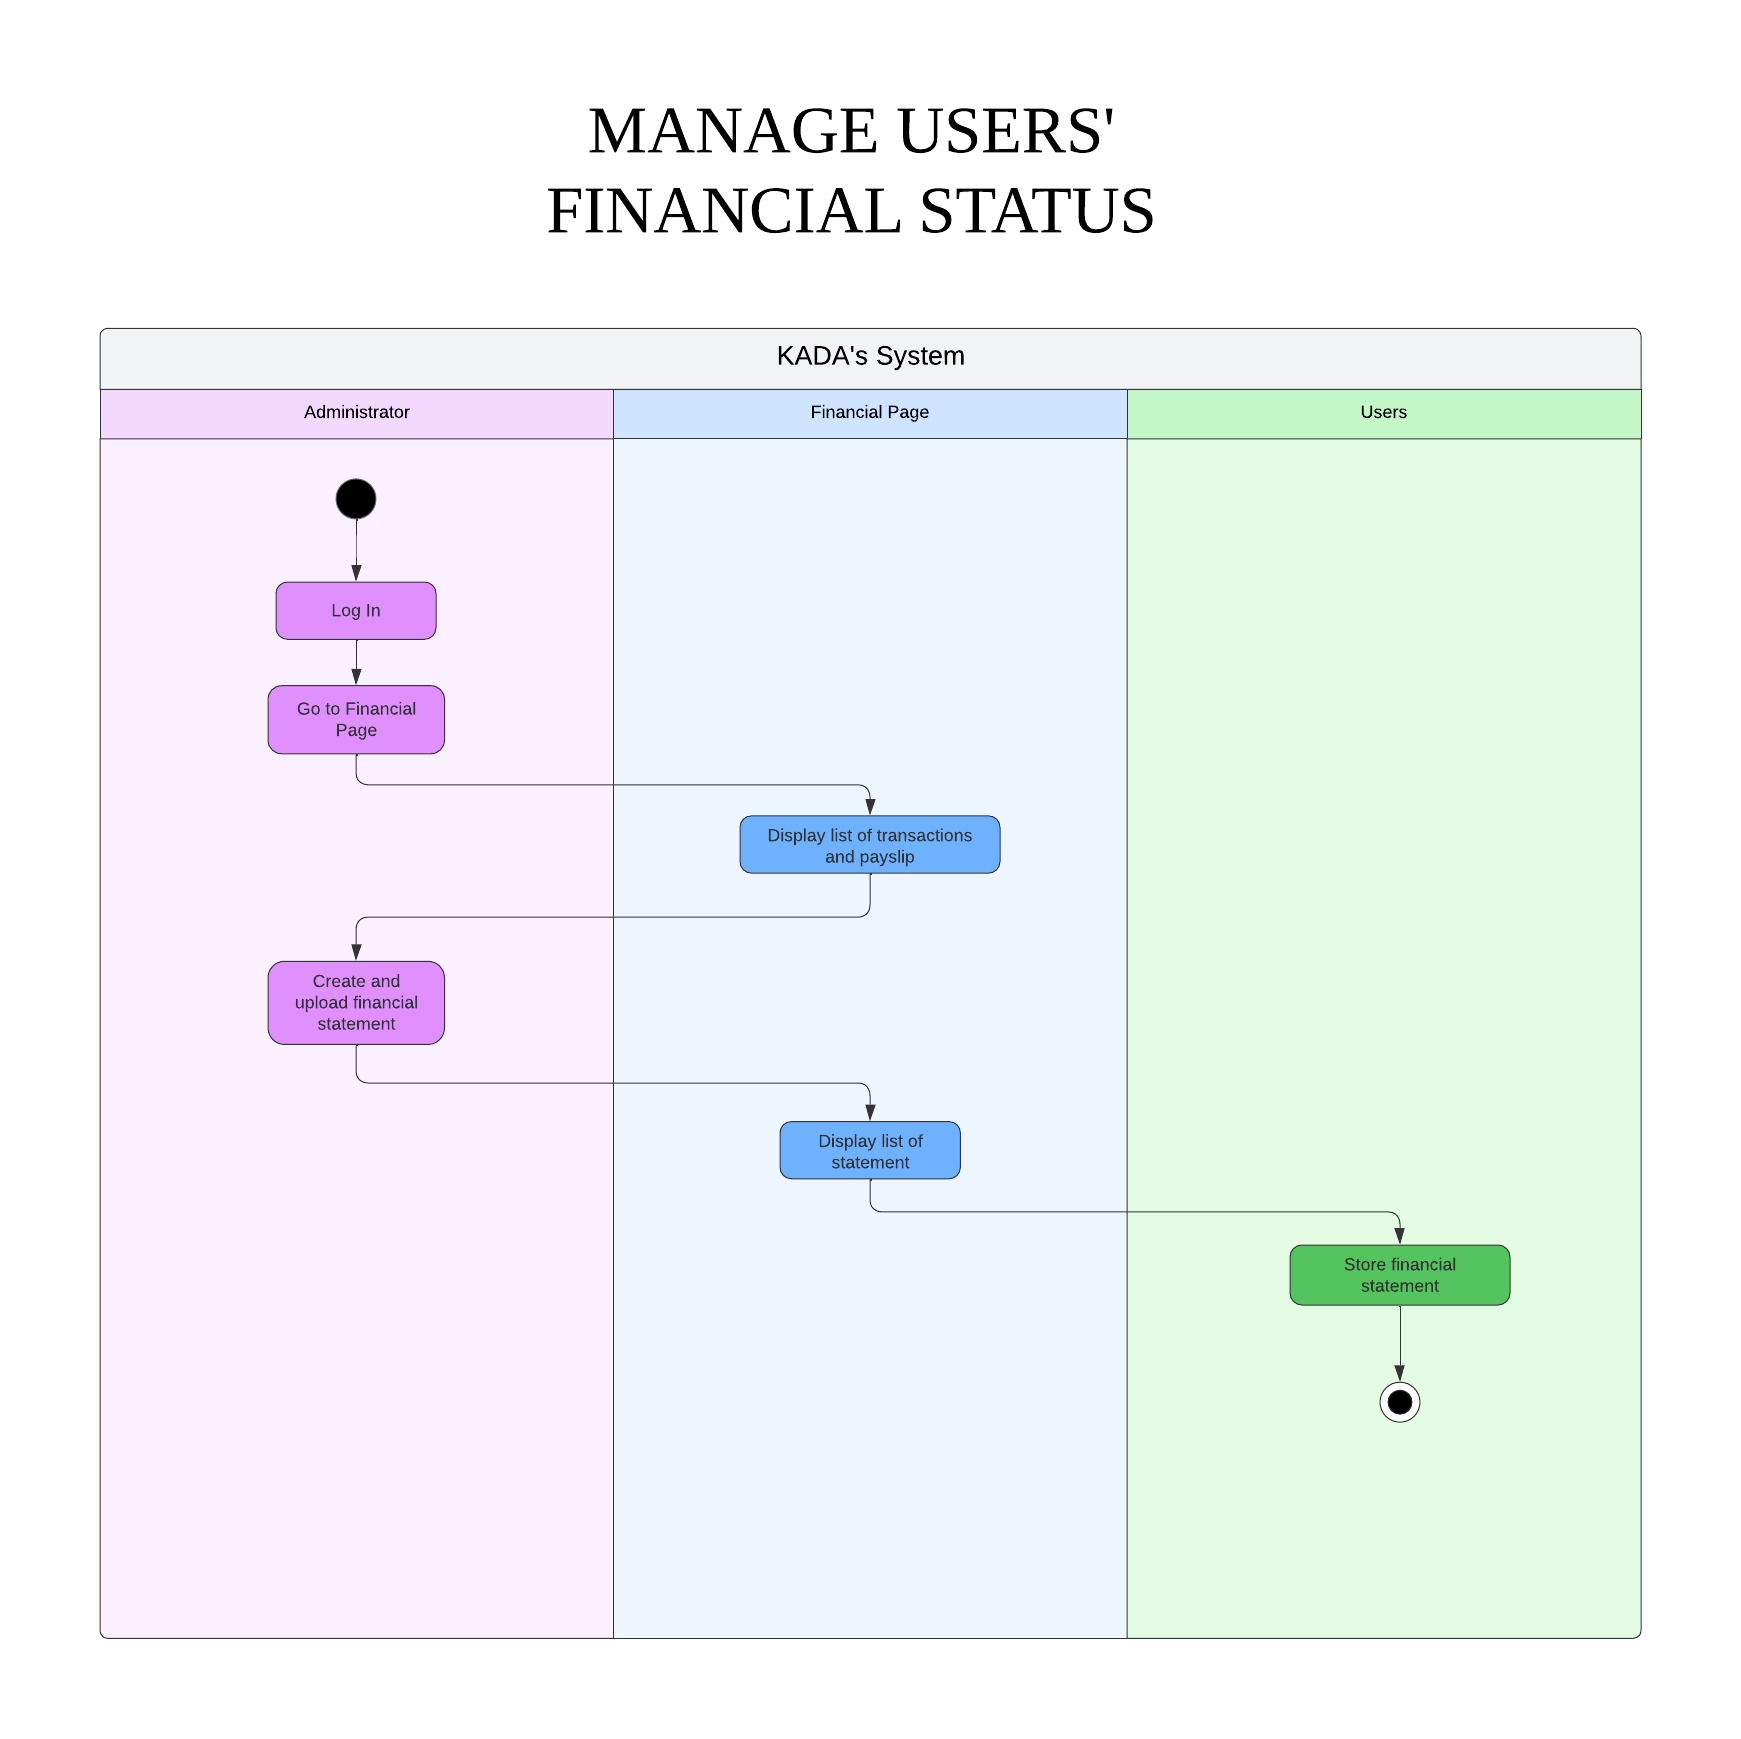 MANAGE USERS'
FINANCIAL STATUS
KADA's System
Administrator
Financial Page
Users
Log In
Go to Financial
Page
Display list of transactions
and payslip
Create and
upload financial
statement
Display list of
statement
Store financial
statement